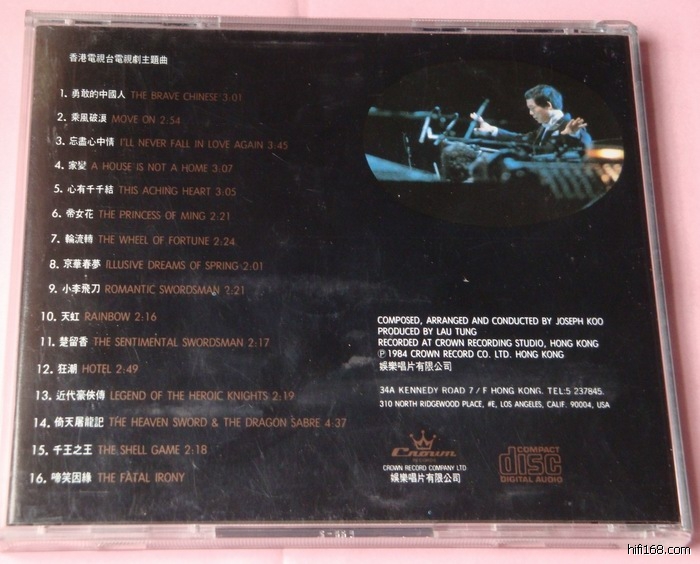 香港電視台電視劇主題曲
1. 勇敢的中國人 THE BRAVE CHINESE 3:01
2. 乘風破浪 MOVE ON 2:54
3. 忘盡心中情 I'LL NEVER FALL IN LOVE AGAIN 3:45
4. 家變 A HOUSE IS NOT A HOME 3:07
5. 心有千千結 THIS ACHING HEART 3:05
6. 帝女花 THE PRINCESS OF MING 2:21
7. 輪流轉 THE WHEEL OF FORTUNE 2:24
8. 京華春夢 ILLUSIVE DREAMS OF SPRING 2:01
9. 小李飛刀 ROMANTIC SWORDSMAN 2:21
10. 天虹 RAINBOW 2:16
11. 楚留香 THE SENTIMENTAL SWORDSMAN 2:17
12. 狂潮 HOTEL 2:49
13. 近代豪俠傳 LEGEND OF THE HEROIC KNIGHTS 2:19
14. 倚天屠龍記 THE HEAVEN SWORD & THE DRAGON SABRE 4:37
15. 千王之王 THE SHELL GAME 2:18
16. 啼笑因緣 THE FATAL IRONY
COMPOSED, ARRANGED AND CONDUCTED BY JOSEPH KOO
PRODUCED BY LAU TUNG
RECORDED AT CROWN RECORDING STUDIO, HONG KONG
℗ 1984 CROWN RECORD CO. LTD. HONG KONG
娛樂唱片有限公司
34A KENNEDY ROAD 7/F HONG KONG. TEL:5 237845.
310 NORTH RIDGEWOOD PLACE, #E, LOS ANGELES, CALIF. 90004, USA
Crown
RECORDS
CROWN RECORD COMPANY LTD
娛樂唱片有限公司
COMPACT
disc
DIGITAL AUDIO
hifi168.com